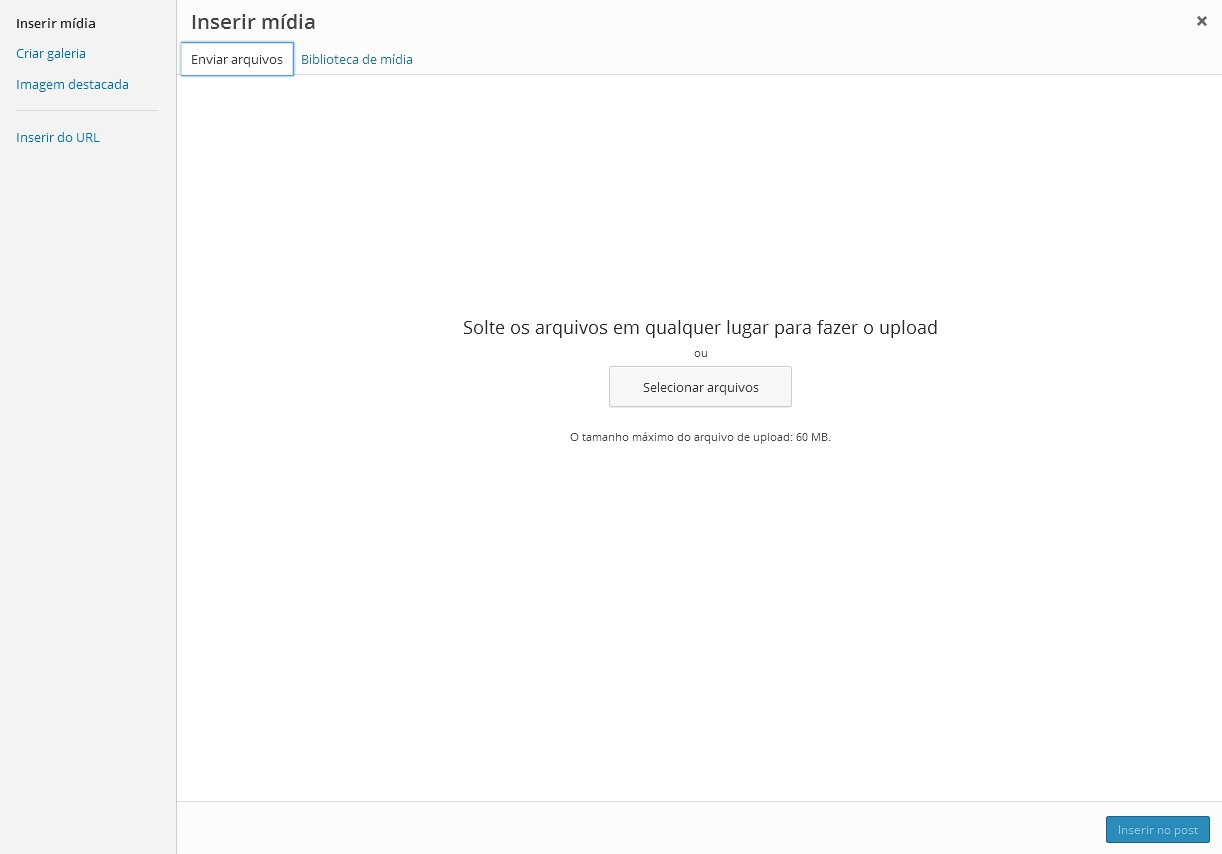 Inserir mídia
Criar galeria
Imagem destacada
Inserir do URL
Inserir mídia
Enviar arquivos
Biblioteca de mídia
Solte os arquivos em qualquer lugar para fazer o upload
ou
Selecionar arquivos
O tamanho máximo do arquivo de upload: 60 MB.
Inserir no post